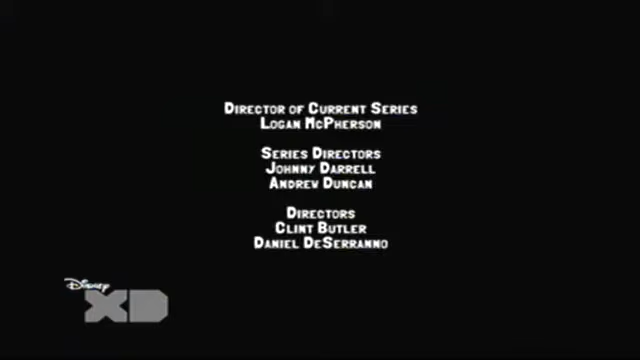 Director of Current Series
Logan McPherson
Series Directors
Johnny Darrell
Andrew Duncan
Directors
Clint Butler
Daniel DeSerranno
Disney
XD